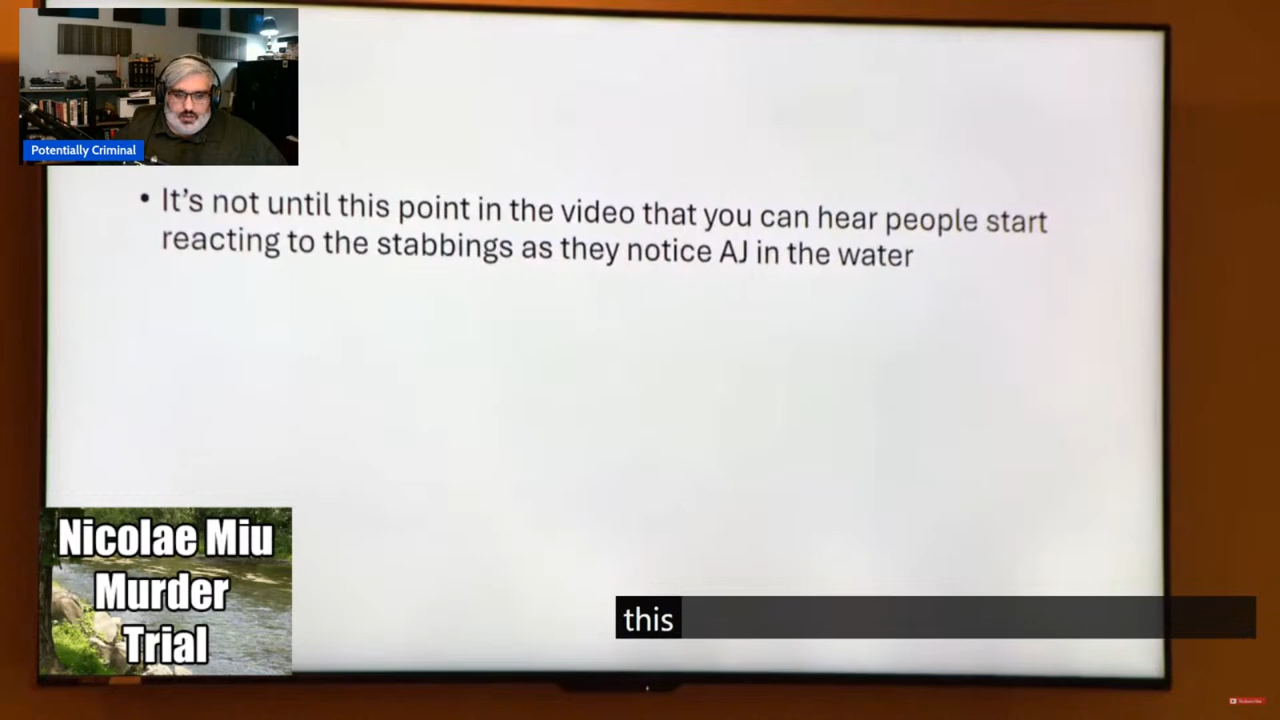 Potentially Criminal
• It's not until this point in the video that you can hear people start
reacting to the stabbings as they notice AJ in the water
Nicolae Miu
Murder
Trial
this
Subscribe